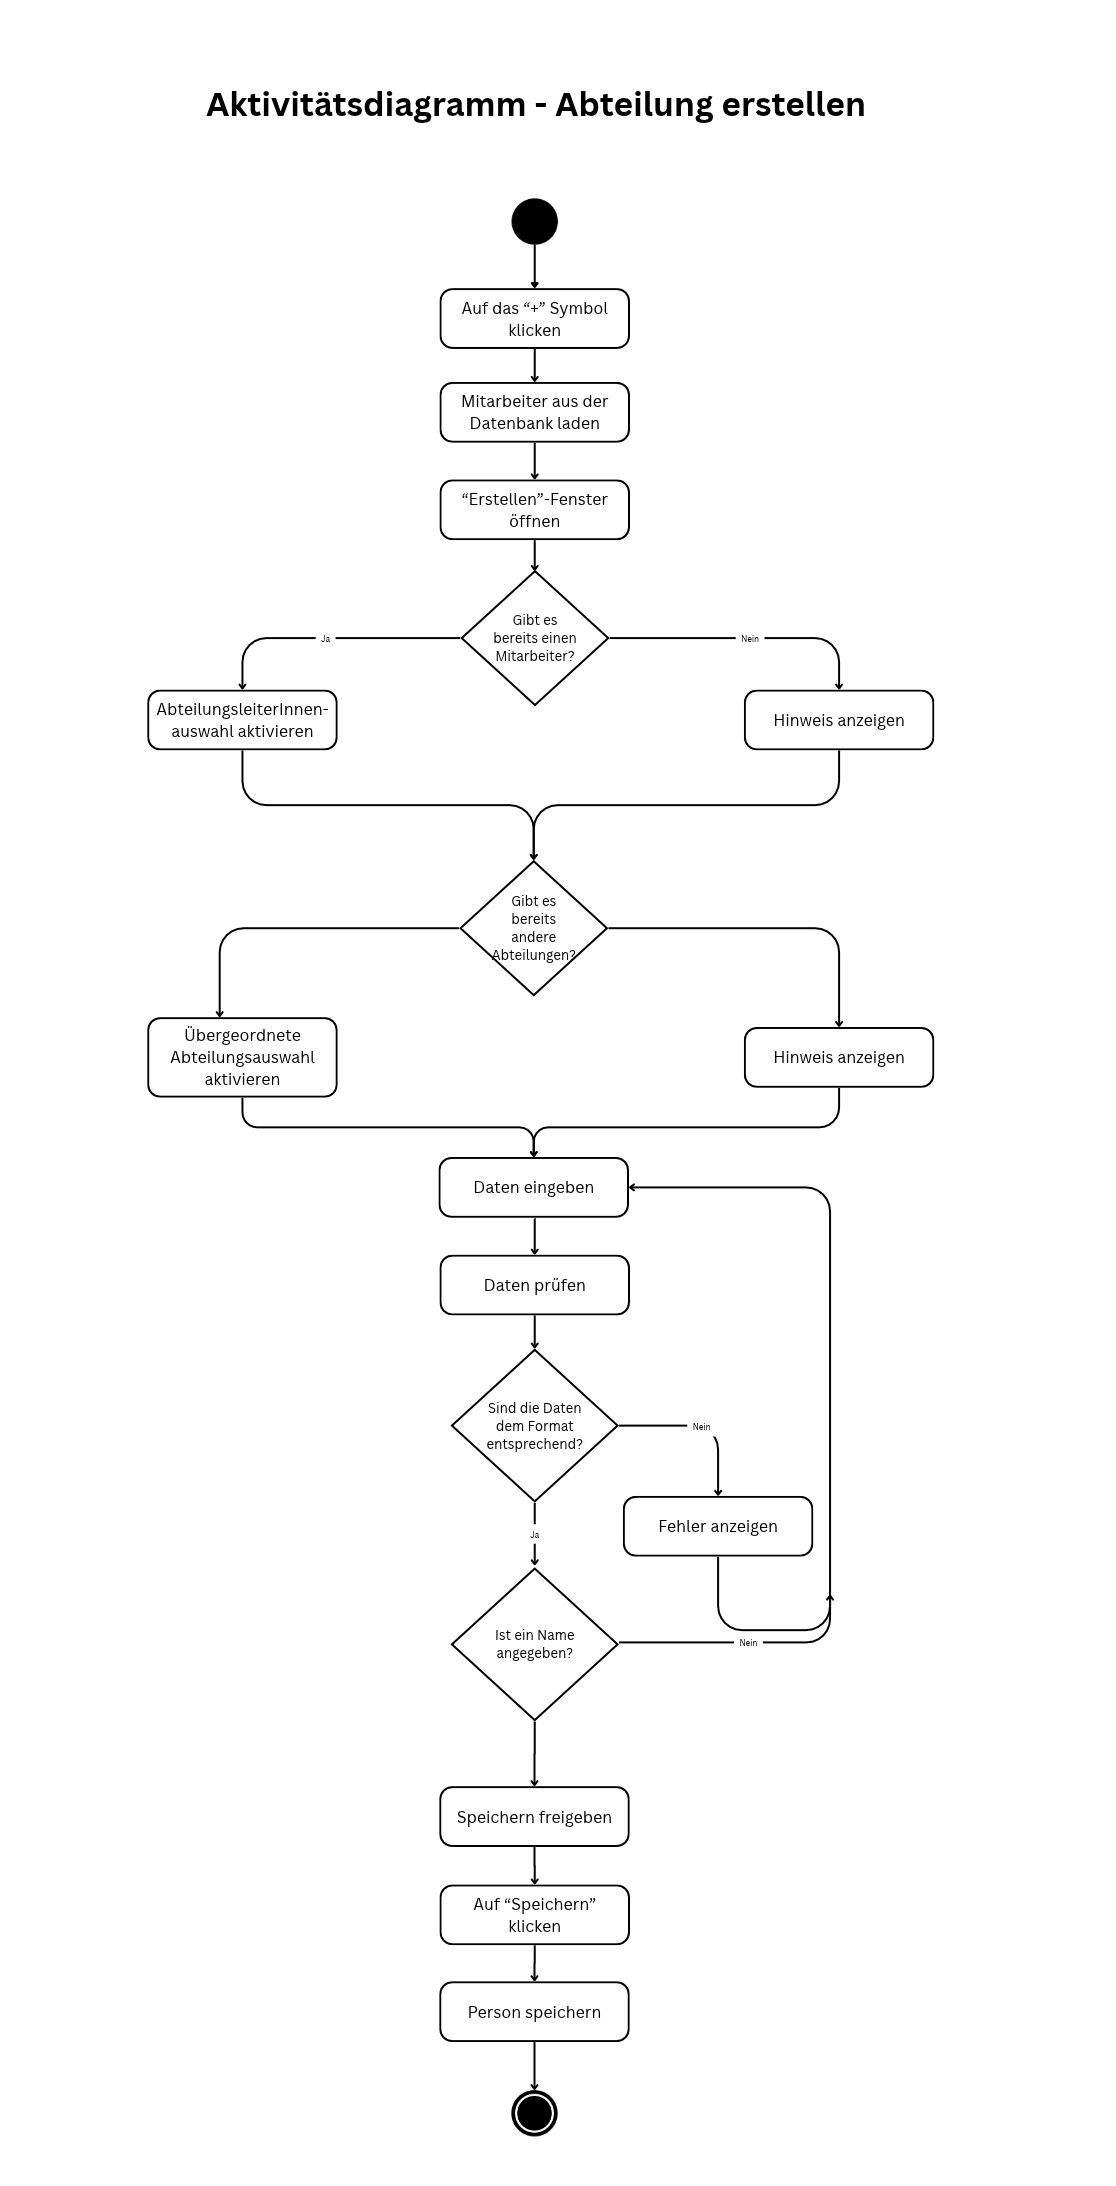 Aktivitätsdiagramm - Abteilung erstellen
Auf das “+” Symbol
klicken
Mitarbeiter aus der
Datenbank laden
“Erstellen”-Fenster
öffnen
Gibt es
bereits einen
Mitarbeiter?
Ja
Nein
AbteilungsleiterInnen-
auswahl aktivieren
Hinweis anzeigen
Gibt es
bereits
andere
Abteilungen?
Übergeordnete
Abteilungsauswahl
aktivieren
Hinweis anzeigen
Daten eingeben
Daten prüfen
Sind die Daten
dem Format
entsprechend?
Nein
Fehler anzeigen
Ja
Ist ein Name
angegeben?
Nein
Speichern freigeben
Auf “Speichern”
klicken
Person speichern